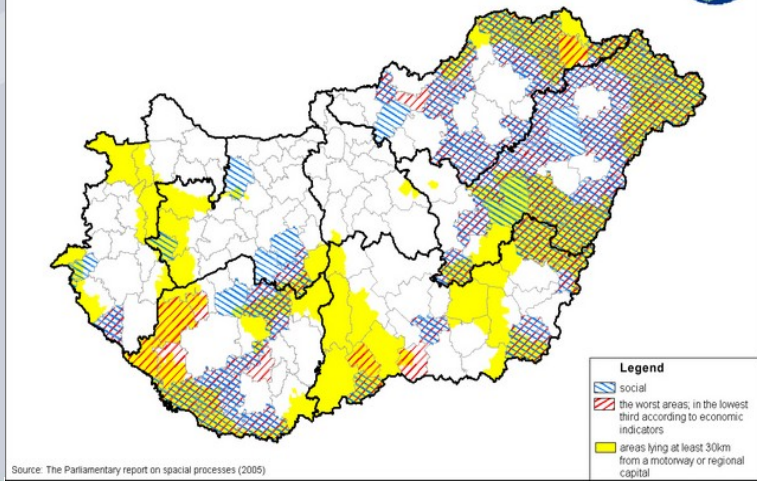 Legend
social
the worst areas; in the lowest
third according to economic
indicators
areas lying at least 30km
from a motorway or regional
capital
Source: The Parliamentary report on spacial processes (2005)